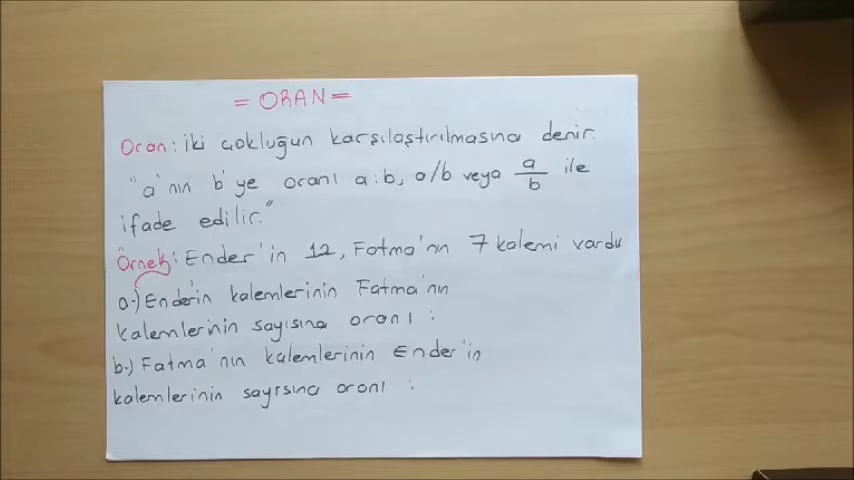 = ORAN =
Oran: iki çokluğun karşılaştırılmasına denir.
"a'nın b'ye oranı a:b, a/b veya a/b ile
ifade edilir."
Örnek: Ender'in 12, Fatma'nın 7 kalemi vardır
a-) Ender'in kalemlerinin Fatma'nın
kalemlerinin sayısına oranı :
b-) Fatma'nın kalemlerinin Ender'in
kalemlerinin sayısına oranı :